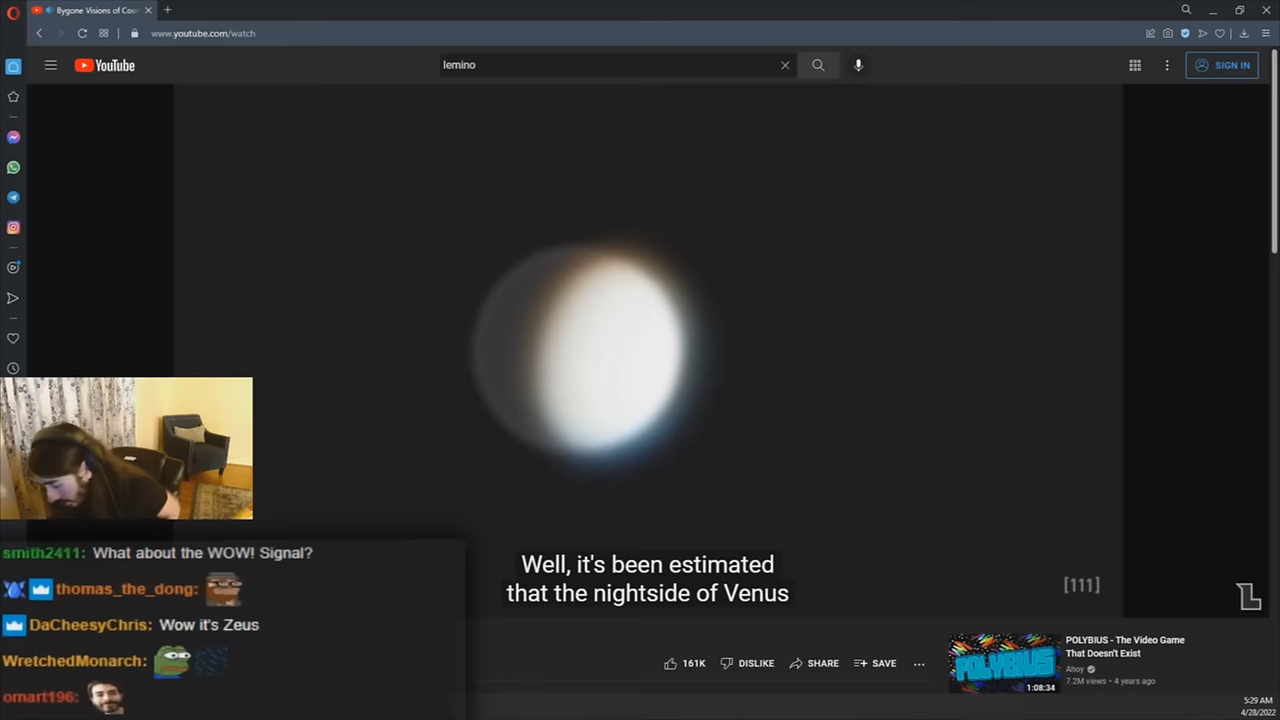 Bygone Visions of Cos
www.youtube.com/watch
YouTube
lemino
SIGN IN
Well, it's been estimated
that the nightside of Venus
[111]
smith2411: What about the WOW! Signal?
thomas_the_dong:
DaCheesyChris: Wow it's Zeus
WretchedMonarch:
omart196:
161K
DISLIKE
SHARE
SAVE
POLYBIUS
1:08:34
POLYBIUS - The Video Game
That Doesn't Exist
Ahoy
7.2M views • 4 years ago
5:29 AM
4/28/2022